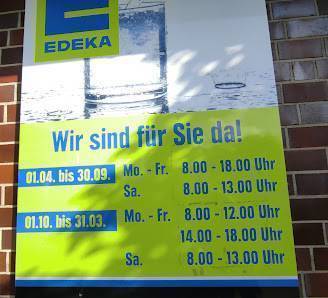 EDEKA
Wir sind für Sie da!
01.04. bis 30.09. Mo. - Fr. 8.00 - 18.00 Uhr
Sa. 8.00 - 13.00 Uhr
01.10. bis 31.03. Mo. - Fr. 8.00 - 12.00 Uhr
14.00 - 18.00 Uhr
Sa. 8.00 - 13.00 Uhr